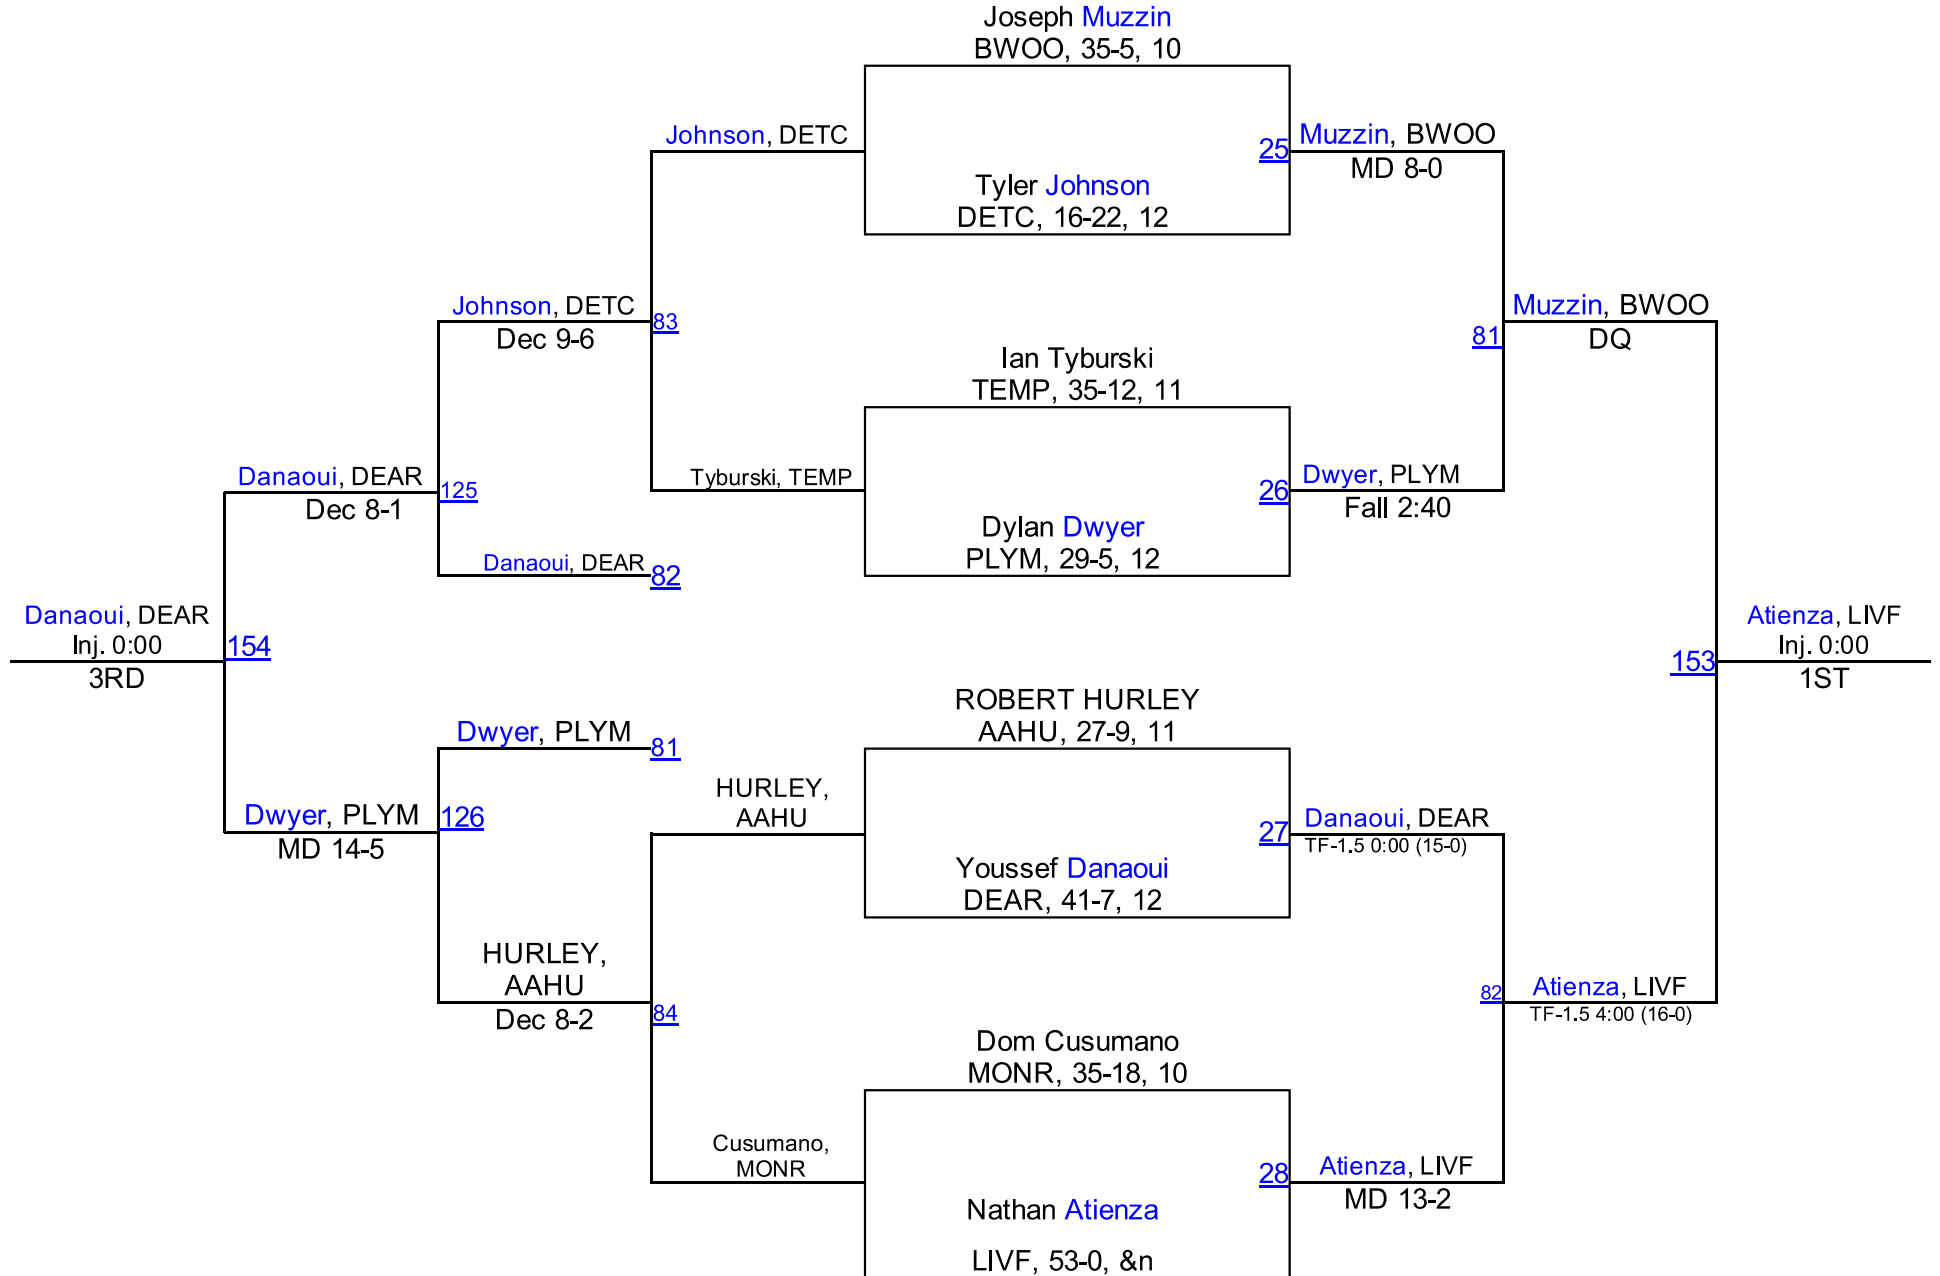 Joseph Muzzin
BWOO, 35-5, 10
Johnson, DETC
25
Muzzin, BWOO
MD 8-0
Tyler Johnson
DETC, 16-22, 12
Johnson, DETC
Dec 9-6
83
Muzzin, BWOO
DQ
81
Ian Tyburski
TEMP, 35-12, 11
Danaoui, DEAR
Dec 8-1
125
Tyburski, TEMP
26
Dwyer, PLYM
Fall 2:40
Dylan Dwyer
PLYM, 29-5, 12
Danaoui, DEAR
82
Danaoui, DEAR
Inj. 0:00
3RD
154
Atienza, LIVF
Inj. 0:00
1ST
153
ROBERT HURLEY
AAHU, 27-9, 11
Dwyer, PLYM
81
HURLEY,
AAHU
Dwyer, PLYM
MD 14-5
126
27
Danaoui, DEAR
TF-1.5 0:00 (15-0)
Youssef Danaoui
DEAR, 41-7, 12
HURLEY,
AAHU
Dec 8-2
84
82
Atienza, LIVF
TF-1.5 4:00 (16-0)
Dom Cusumano
MONR, 35-18, 10
Cusumano,
MONR
28
Atienza, LIVF
MD 13-2
Nathan Atienza
LIVF, 53-0, &n